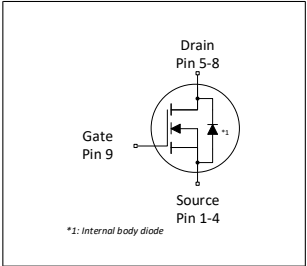 Drain
Pin 5-8
*1
Gate
Pin 9
Source
Pin 1-4
*1: Internal body diode